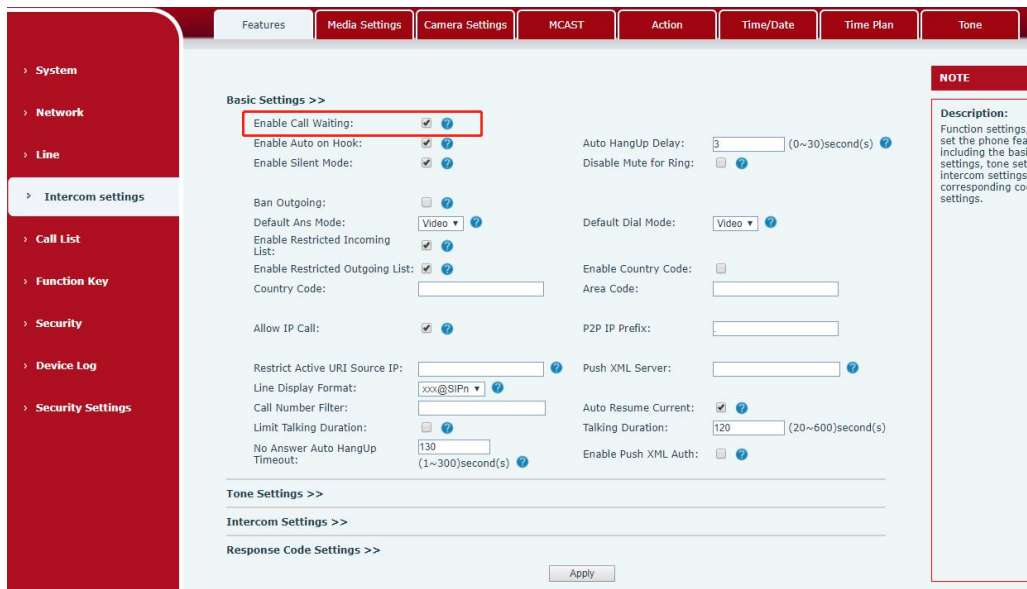 Features
Media Settings
Camera Settings
MCAST
Action
Time/Date
Time Plan
Tone
System
Network
Line
Intercom settings
Call List
Function Key
Security
Device Log
Security Settings
Basic Settings >>
Enable Call Waiting:
Enable Auto on Hook:
Auto HangUp Delay: 3 (0~30)second(s)
Enable Silent Mode:
Disable Mute for Ring:
Ban Outgoing:
Default Ans Mode: Video
Default Dial Mode: Video
Enable Restricted Incoming
List:
Enable Restricted Outgoing List:
Enable Country Code:
Country Code:
Area Code:
Allow IP Call:
P2P IP Prefix: .
Restrict Active URI Source IP:
Push XML Server:
Line Display Format: xxx@SIPn
Call Number Filter:
Auto Resume Current:
Limit Talking Duration:
Talking Duration: 120 (20~600)second(s)
No Answer Auto HangUp
Timeout:
130
(1~300)second(s)
Enable Push XML Auth:
Tone Settings >>
Intercom Settings >>
Response Code Settings >>
Apply
NOTE
Description:
Function settings,
set the phone fea
including the basi
settings, tone set
intercom settings
corresponding co
settings.